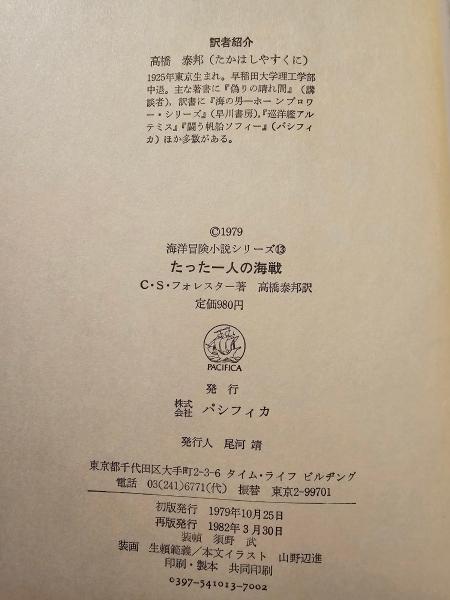 訳者紹介
高橋 泰邦(たかはしやすくに)
1925年東京生まれ。早稲田大学理工学部
中退。主な著書に『偽りの晴れ間』(講
談者),訳書に『海の男―ホーンブロワ
ー・シリーズ』(早川書房),『巡洋艦アル
テミス』『闘う帆船ソフィー』(パシフィ
カ)ほか多数がある。
©1979
海洋冒険小説シリーズ⑬
たった一人の海戦
C・S・フォレスター著 高橋泰邦訳
定価980円
PACIFICA
発行
株式会社 パシフィカ
発行人 尾河 靖
東京都千代田区大手町2-3-6 タイム・ライフ ビルヂング
電話 03(241)6771(代) 振替 東京2-99701
初版発行 1979年10月25日
再版発行 1982年3月30日
装幀 須野 武
装画 生頼範義/本文イラスト 山野辺進
印刷・製本 共同印刷
0397-541013-7002